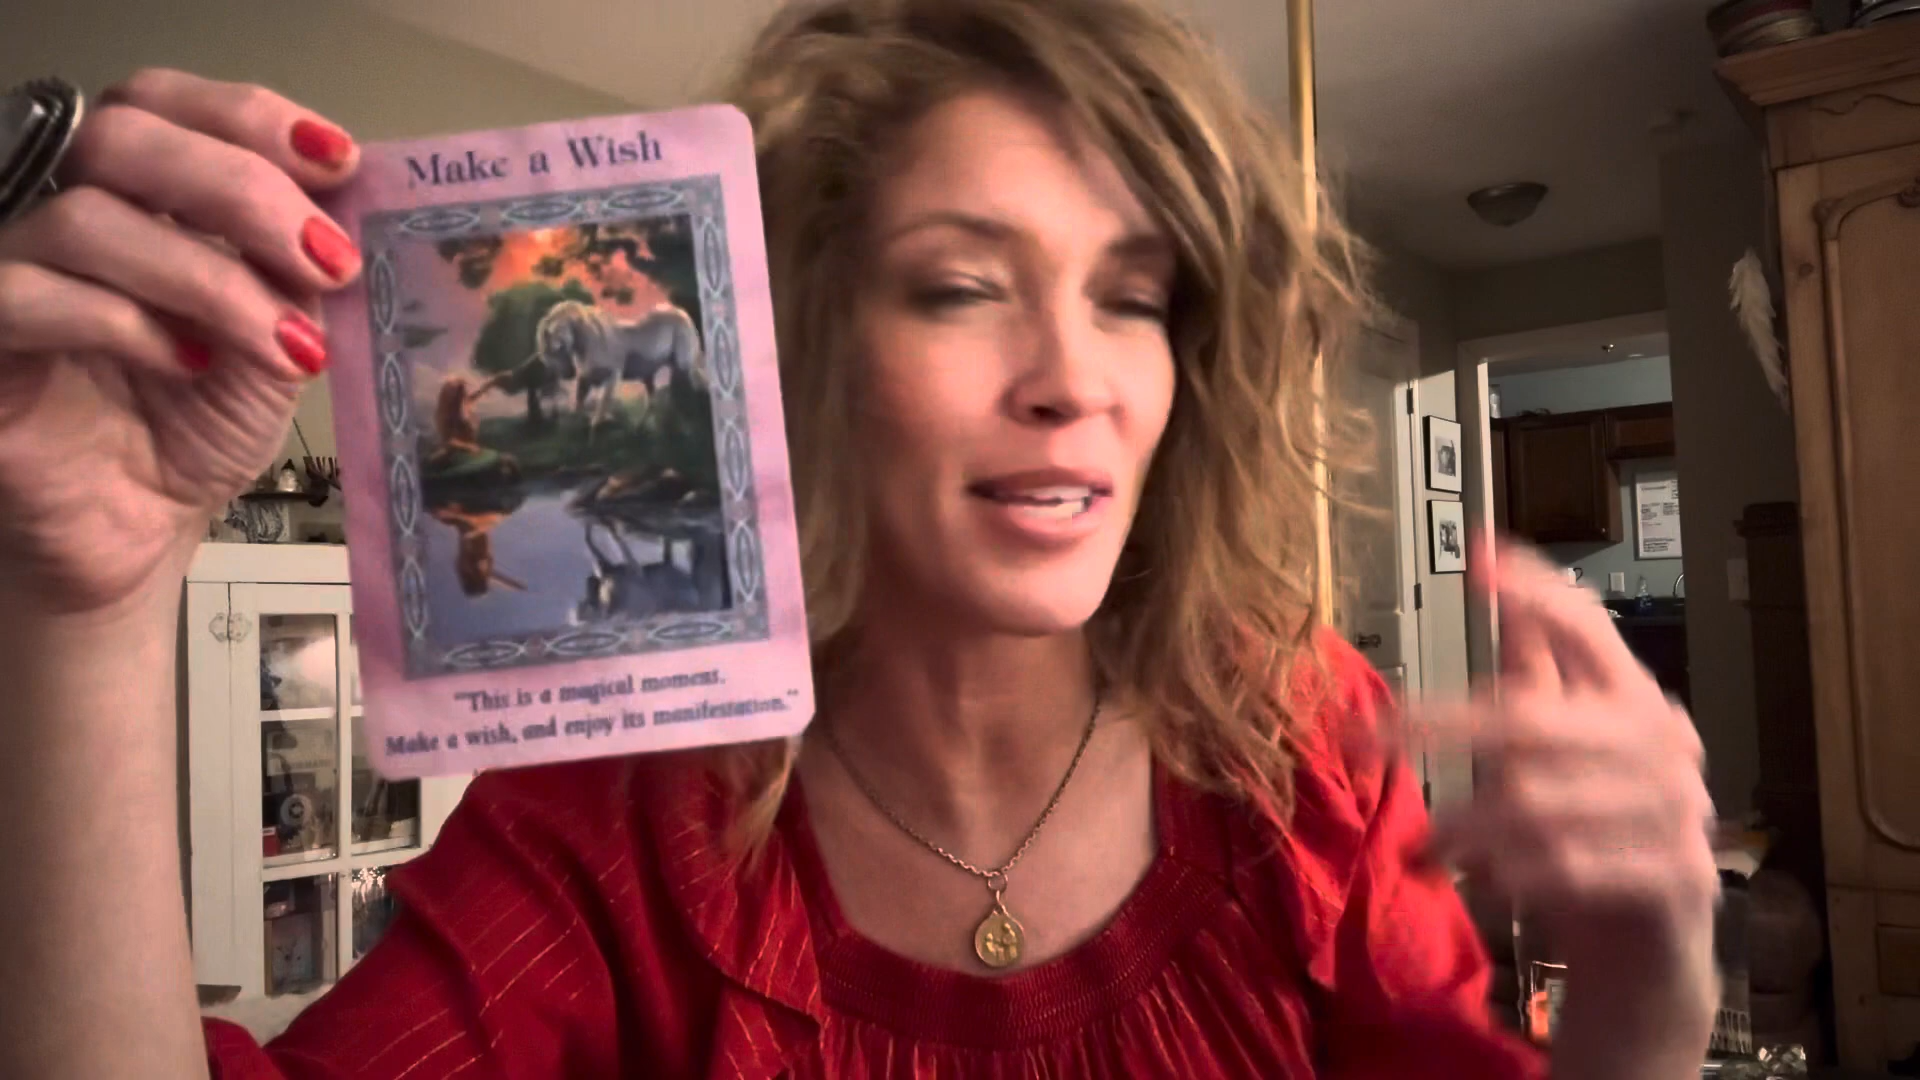 Make a Wish
"This is a magical moment.
Make a wish, and enjoy its manifestation."